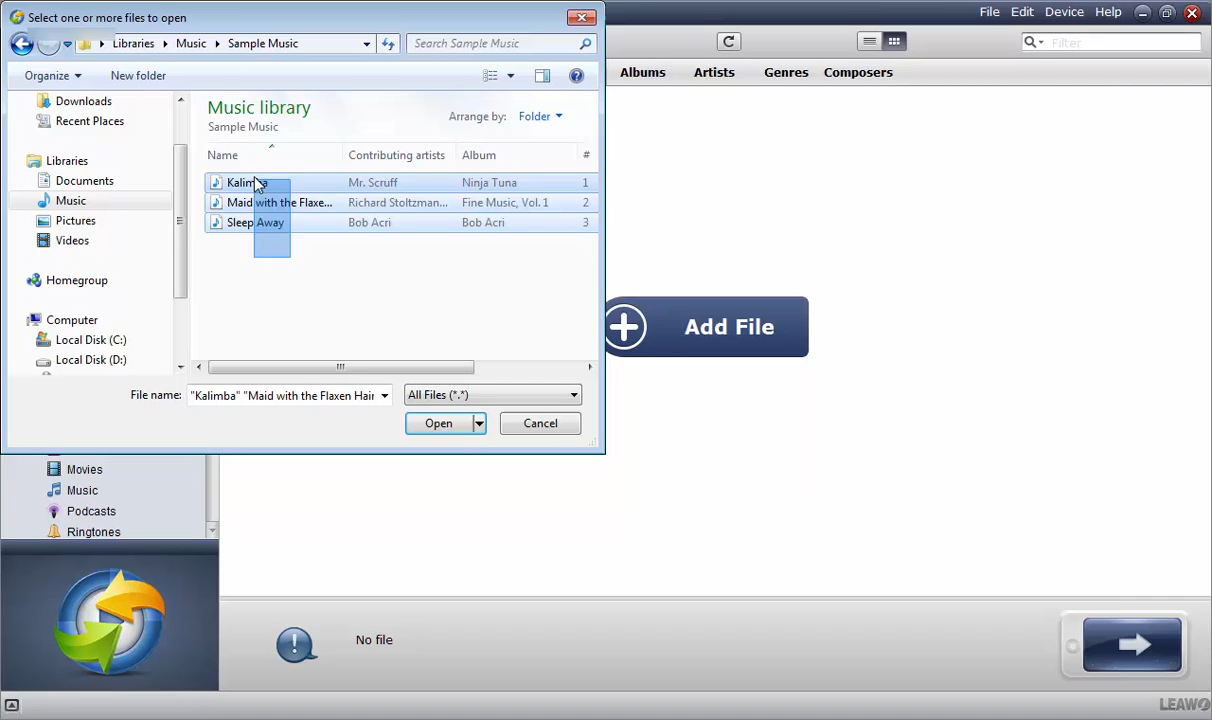 Select one or more files to open
File Edit Device Help
Libraries Music Sample Music
Search Sample Music
Filter
Organize New folder
Albums Artists Genres Composers
Downloads
Recent Places
Libraries
Documents
Music
Pictures
Videos
Homegroup
Computer
Local Disk (C:)
Local Disk (D:)
Music library
Sample Music
Arrange by: Folder
Name Contributing artists Album #
Kalimba Mr. Scruff Ninja Tuna 1
Maid with the Flaxe... Richard Stoltzman... Fine Music, Vol. 1 2
Sleep Away Bob Acri Bob Acri 3
Add File
File name: "Kalimba" "Maid with the Flaxen Hair All Files (*.*)
Open Cancel
Movies
Music
Podcasts
Ringtones
No file
LEAWO